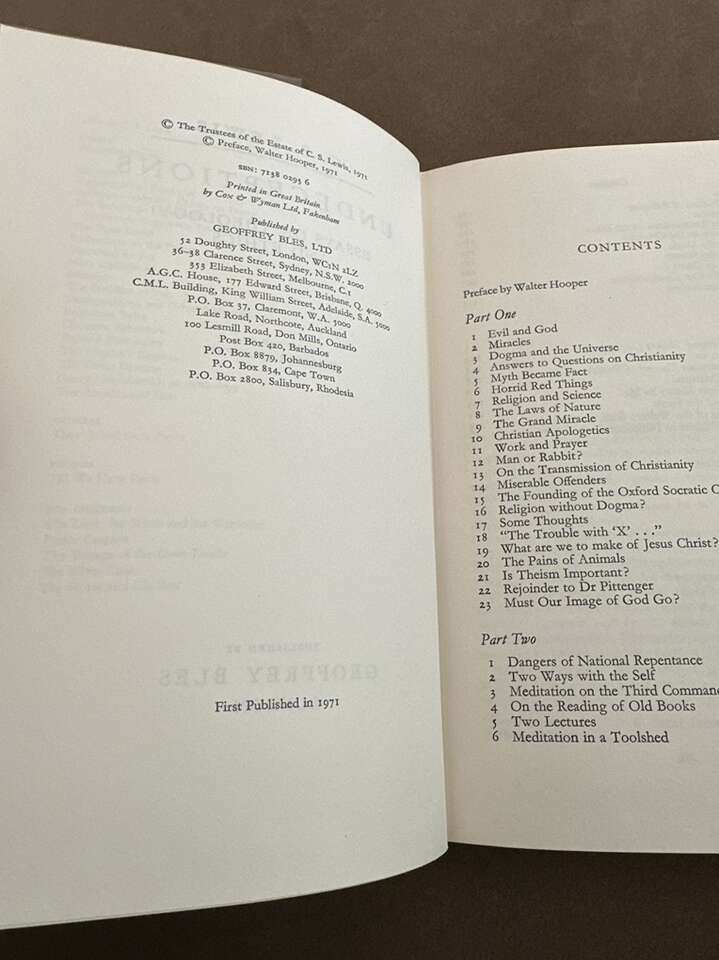 © The Trustees of the Estate of C. S. Lewis, 1971
© Preface, Walter Hooper, 1971
SBN: 7138 0295 6
Printed in Great Britain
by Cox & Wyman Ltd, Fakenham
Published by
GEOFFREY BLES, LTD
52 Doughty Street, London, WC1N 2LZ
36-38 Clarence Street, Sydney, N.S.W. 2000
353 Elizabeth Street, Melbourne, C.1
A.G.C. House, 177 Edward Street, Brisbane, Q. 4000
C.M.L. Building, King William Street, Adelaide, S.A. 5000
P.O. Box 37, Claremont, W.A. 5000
Lake Road, Northcote, Auckland
100 Lesmill Road, Don Mills, Ontario
Post Box 420, Barbados
P.O. Box 8879, Johannesburg
P.O. Box 834, Cape Town
P.O. Box 2800, Salisbury, Rhodesia
First Published in 1971
CONTENTS
Preface by Walter Hooper
Part One
1 Evil and God
2 Miracles
3 Dogma and the Universe
4 Answers to Questions on Christianity
5 Myth Became Fact
6 Horrid Red Things
7 Religion and Science
8 The Laws of Nature
9 The Grand Miracle
10 Christian Apologetics
11 Work and Prayer
12 Man or Rabbit?
13 On the Transmission of Christianity
14 Miserable Offenders
15 The Founding of the Oxford Socratic C
16 Religion without Dogma?
17 Some Thoughts
18 "The Trouble with 'X' . . ."
19 What are we to make of Jesus Christ?
20 The Pains of Animals
21 Is Theism Important?
22 Rejoinder to Dr Pittenger
23 Must Our Image of God Go?
Part Two
1 Dangers of National Repentance
2 Two Ways with the Self
3 Meditation on the Third Comman
4 On the Reading of Old Books
5 Two Lectures
6 Meditation in a Toolshed